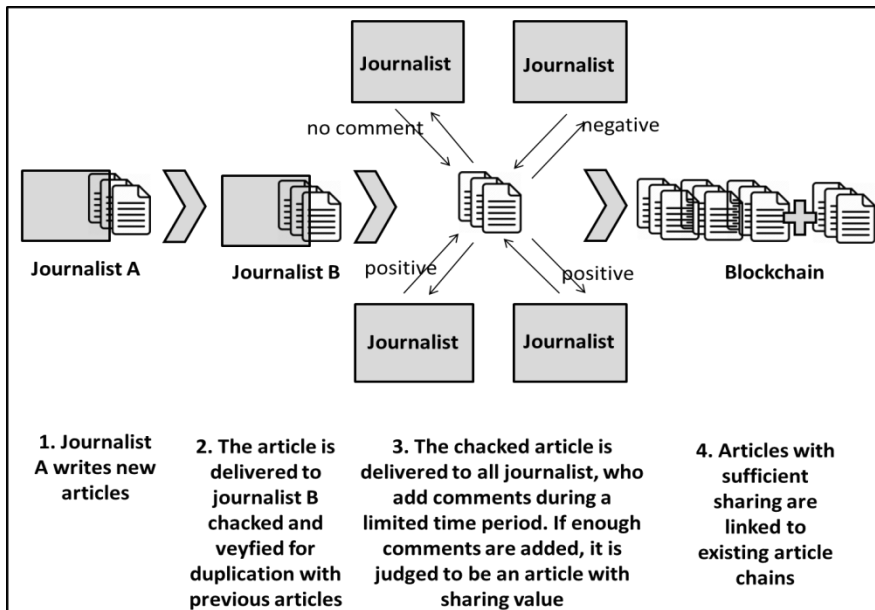 Journalist
Journalist
no comment
negative
Journalist A
Journalist B
positive
positive
Blockchain
Journalist
Journalist
1. Journalist
A writes new
articles
2. The article is
delivered to
journalist B
chacked and
veyfied for
duplication with
previous articles
3. The chacked article is
delivered to all journalist, who
add comments during a
limited time period. If enough
comments are added, it is
judged to be an article with
sharing value
4. Articles with
sufficient
sharing are
linked to
existing article
chains